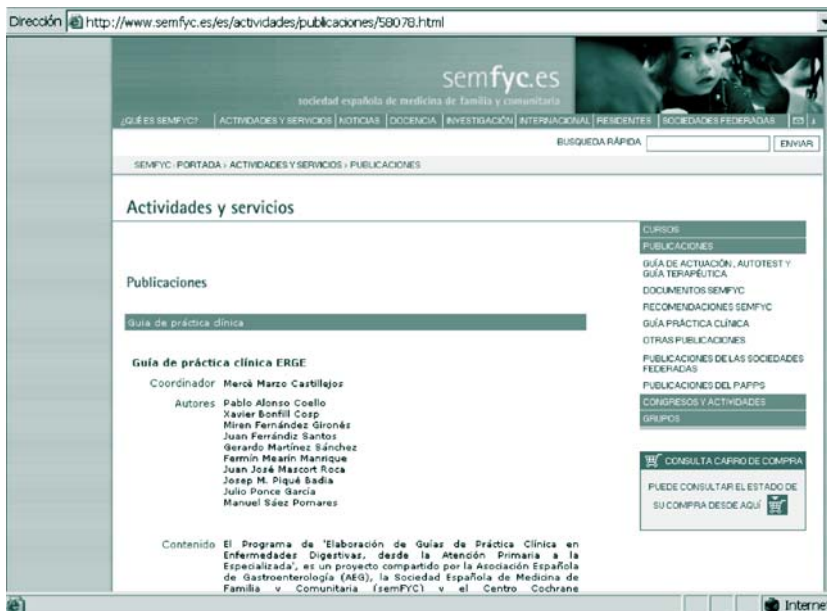 Dirección http://www.semfyc.es/es/actividades/publicaciones/58078.html
semfyc.es
sociedad española de medicina de familia y comunitaria
¿QUÉ ES SEMFYC? ACTIVIDADES Y SERVICIOS NOTICIAS DOCENCIA INVESTIGACIÓN INTERNACIONAL RESIDENTES SOCIEDADES FEDERADAS
BUSQUEDA RÁPIDA ENVIAR
SEMFYC: PORTADA > ACTIVIDADES Y SERVICIOS > PUBLICACIONES
Actividades y servicios
Publicaciones
Guía de práctica clínica
Guía de práctica clínica ERGE
Coordinador Mercè Marzo Castillejos
Autores Pablo Alonso Coello
Xavier Bonfill Cosp
Miren Fernández Gironés
Juan Ferrándiz Santos
Gerardo Martínez Sánchez
Fermín Mearin Manrique
Juan José Mascort Roca
Josep M. Piqué Badia
Julio Ponce García
Manuel Sáez Pomares
Contenido El Programa de 'Elaboración de Guías de Práctica Clínica en
Enfermedades Digestivas, desde la Atención Primaria a la
Especializada', es un proyecto compartido por la Asociación Española
de Gastroenterología (AEG), la Sociedad Española de Medicina de
Familia y Comunitaria (semFYC) y el Centro Cochrane
CURSOS
PUBLICACIONES
GUÍA DE ACTUACIÓN, AUTOTEST Y
GUÍA TERAPÉUTICA
DOCUMENTOS SEMFYC
RECOMENDACIONES SEMFYC
GUÍA PRÁCTICA CLÍNICA
OTRAS PUBLICACIONES
PUBLICACIONES DE LAS SOCIEDADES
FEDERADAS
PUBLICACIONES DEL PAPPS
CONGRESOS Y ACTIVIDADES
GRUPOS
CONSULTA CARRO DE COMPRA
PUEDE CONSULTAR EL ESTADO DE
SU COMPRA DESDE AQUÍ
Interne